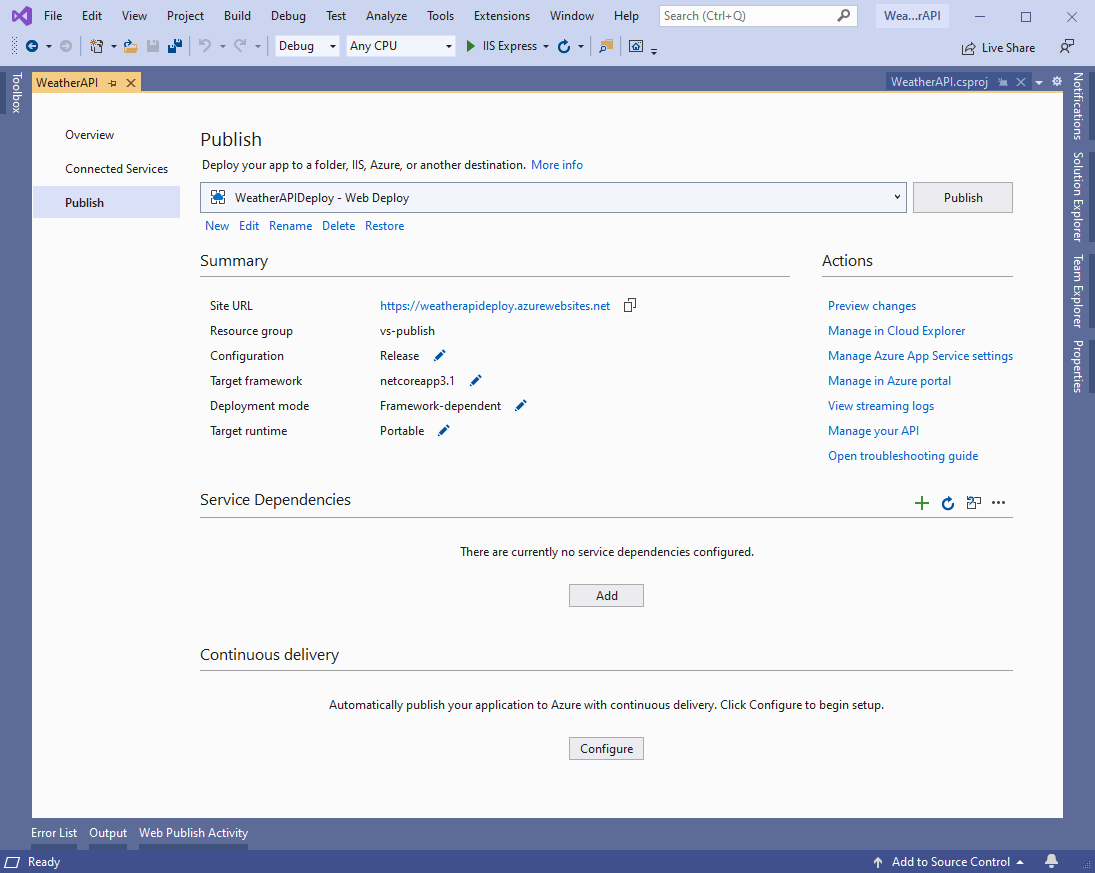 File Edit View Project Build Debug Test Analyze Tools Extensions Window Help Search (Ctrl+Q) Wea...rAPI
Debug Any CPU IIS Express Live Share
Toolbox
WeatherAPI
WeatherAPI.csproj
Notifications
Solution Explorer
Team Explorer
Properties
Overview
Connected Services
Publish
Publish
Deploy your app to a folder, IIS, Azure, or another destination. More info
WeatherAPIDeploy - Web Deploy
Publish
New Edit Rename Delete Restore
Summary
Site URL https://weatherapideploy.azurewebsites.net
Resource group vs-publish
Configuration Release
Target framework netcoreapp3.1
Deployment mode Framework-dependent
Target runtime Portable
Actions
Preview changes
Manage in Cloud Explorer
Manage Azure App Service settings
Manage in Azure portal
View streaming logs
Manage your API
Open troubleshooting guide
Service Dependencies
There are currently no service dependencies configured.
Add
Continuous delivery
Automatically publish your application to Azure with continuous delivery. Click Configure to begin setup.
Configure
Error List Output Web Publish Activity
Ready Add to Source Control